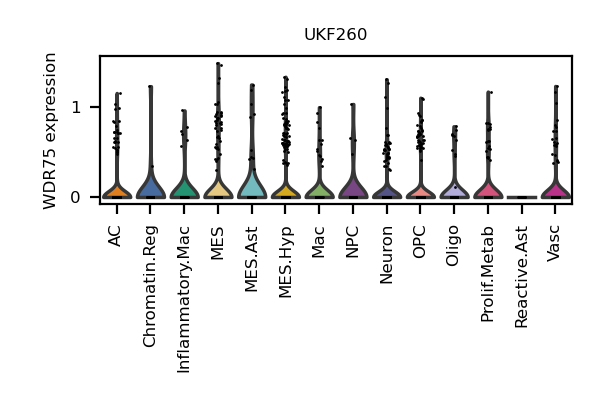 UKF260
WDR75 expression
1
0
AC
Chromatin.Reg
Inflammatory.Mac
MES
MES.Ast
MES.Hyp
Mac
NPC
Neuron
OPC
Oligo
Prolif.Metab
Reactive.Ast
Vasc